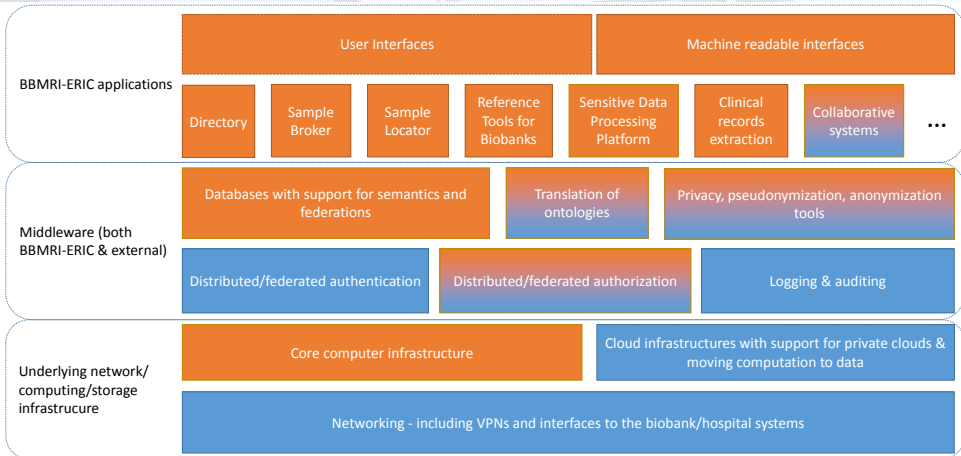 BBMRI-ERIC applications
User Interfaces
Machine readable interfaces
Directory
Sample
Broker
Sample
Locator
Reference
Tools for
Biobanks
Sensitive Data
Processing
Platform
Clinical
records
extraction
Collaborative
systems
...
Middleware (both
BBMRI-ERIC & external)
Databases with support for semantics and
federations
Translation of
ontologies
Privacy, pseudonymization, anonymization
tools
Distributed/federated authentication
Distributed/federated authorization
Logging & auditing
Underlying network/
computing/storage
infrastrucure
Core computer infrastructure
Cloud infrastructures with support for private clouds &
moving computation to data
Networking - including VPNs and interfaces to the biobank/hospital systems